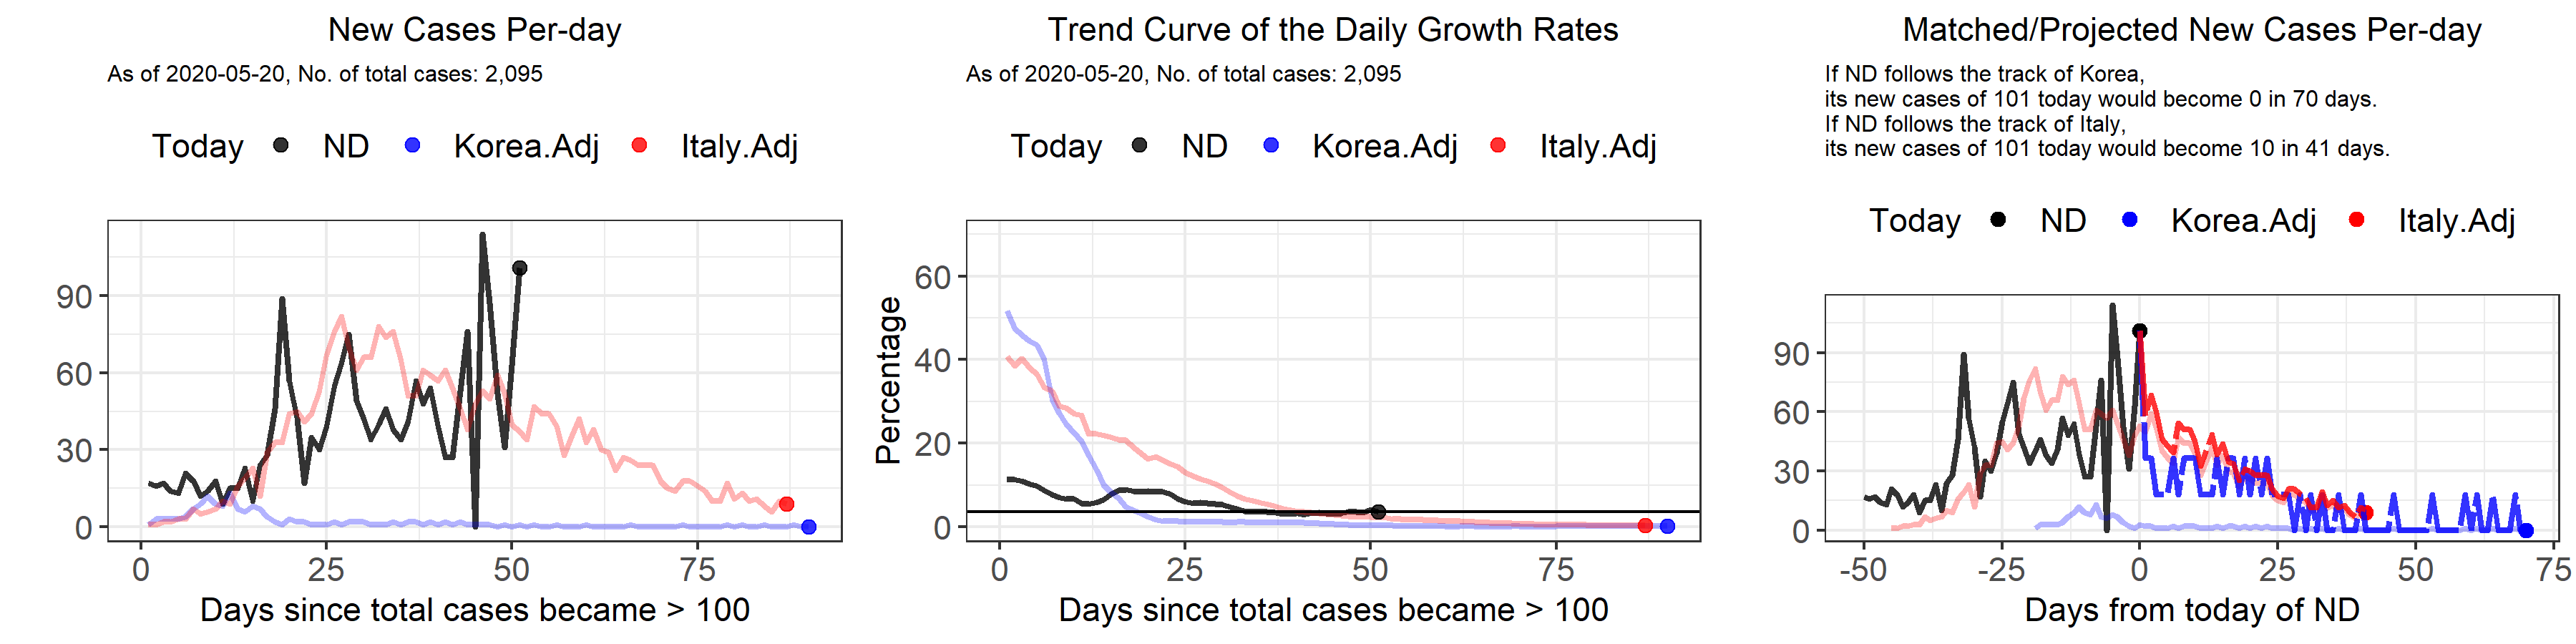 New Cases Per-day
As of 2020-05-20, No. of total cases: 2,095
Today ND Korea.Adj Italy.Adj
90
60
30
0
0 25 50 75
Days since total cases became > 100
Trend Curve of the Daily Growth Rates
As of 2020-05-20, No. of total cases: 2,095
Today ND Korea.Adj Italy.Adj
Percentage
60
40
20
0
0 25 50 75
Days since total cases became > 100
Matched/Projected New Cases Per-day
If ND follows the track of Korea,
its new cases of 101 today would become 0 in 70 days.
If ND follows the track of Italy,
its new cases of 101 today would become 10 in 41 days.
Today ND Korea.Adj Italy.Adj
90
60
30
0
-50 -25 0 25 50 75
Days from today of ND